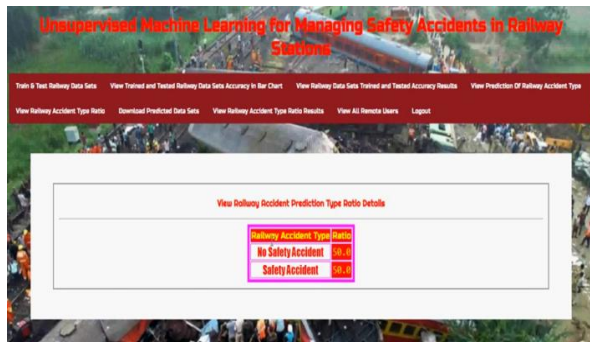 Unsupervised Machine Learning for Managing Safety Accidents in Railway
Stations
Train & Test Railway Data Sets View Trained and Tested Railway Data Sets Accuracy in Bar Chart View Railway Data Sets Trained and Tested Accuracy Results View Prediction Of Railway Accident Type
View Railway Accident Type Ratio Download Predicted Data Sets View Railway Accident Type Ratio Results View All Remote Users Logout
View Railway Accident Prediction Type Ratio Details
Railway Accident Type Ratio
No Safety Accident 50.0
Safety Accident 50.0